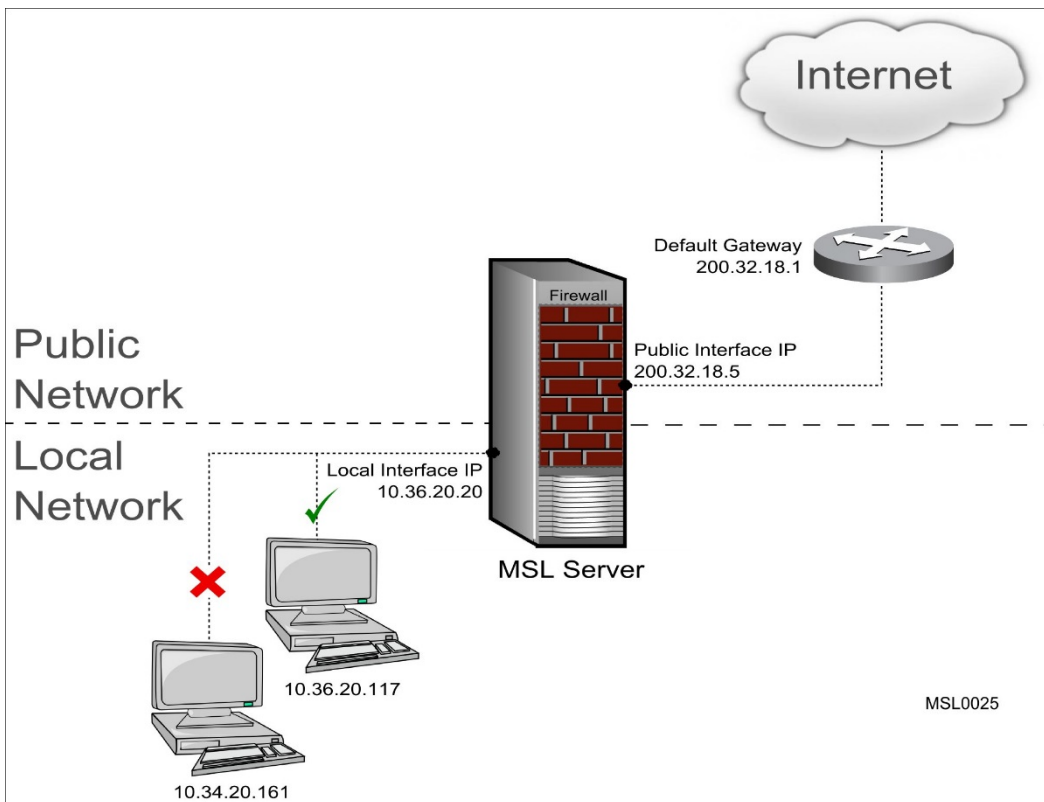 Internet
Default Gateway
200.32.18.1
Firewall
Public Interface IP
200.32.18.5
Public
Network
Local
Network
Local Interface IP
10.36.20.20
MSL Server
10.36.20.117
MSL0025
10.34.20.161